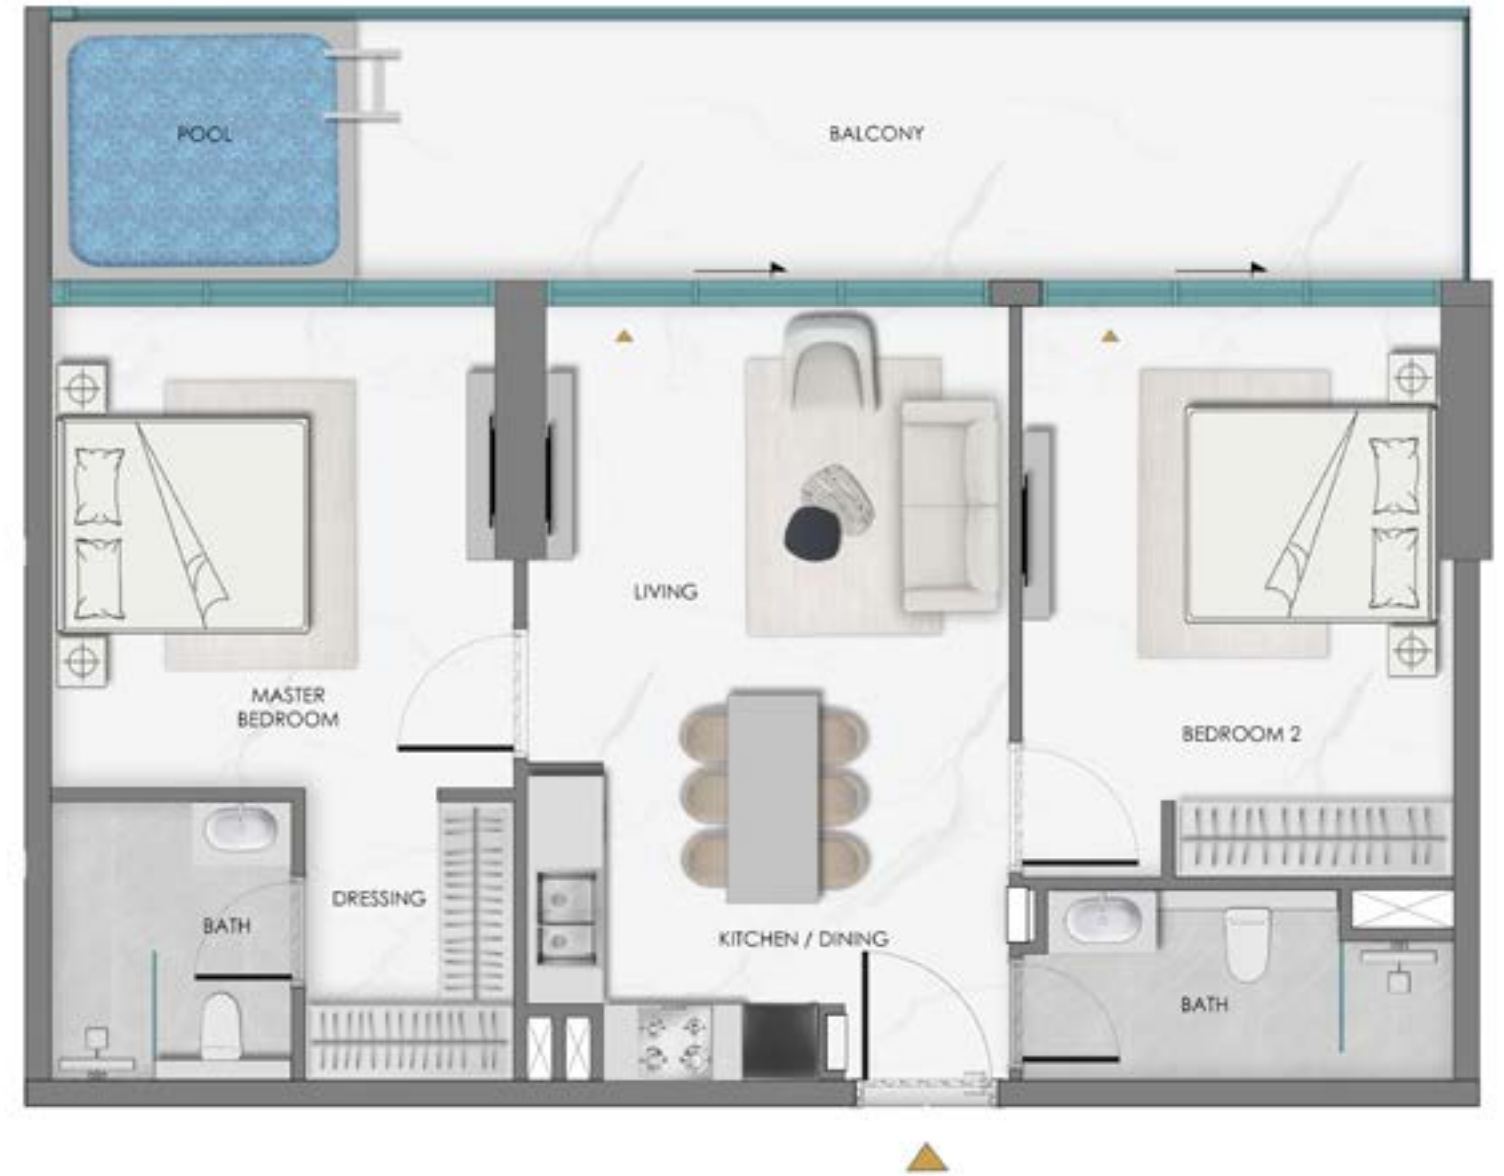 POOL
BALCONY
LIVING
MASTER
BEDROOM
BEDROOM 2
DRESSING
BATH
KITCHEN / DINING
BATH